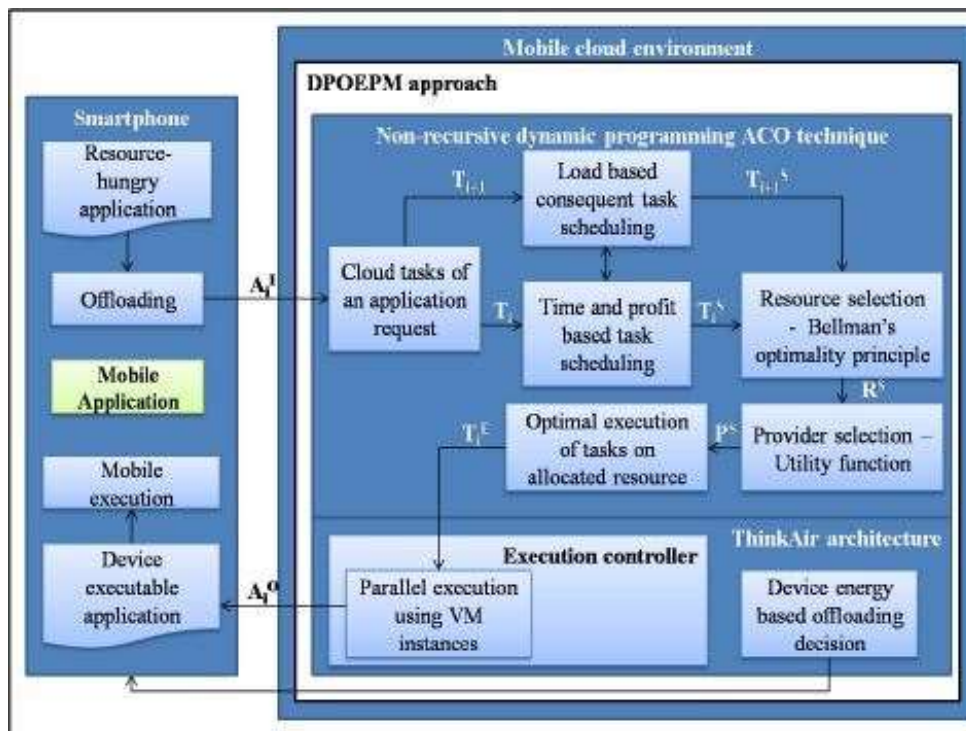 Mobile cloud environment
DPOEPM approach
Smartphone
Resource-
hungry
application
Offloading
Mobile
Application
Mobile
execution
Device
executable
application
Non-recursive dynamic programming ACO technique
Aᵢᴵ
Cloud tasks of
an application
request
Tᵢ₊₁
Load based
consequent task
scheduling
Tᵢ₊₁ˢ
Tᵢ
Time and profit
based task
scheduling
Tᵢˢ
Resource selection
- Bellman's
optimality principle
Rˢ
Provider selection –
Utility function
Pˢ
Optimal execution
of tasks on
allocated resource
Tᵢᴱ
ThinkAir architecture
Execution controller
Parallel execution
using VM
instances
Aᵢᴼ
Device energy
based offloading
decision